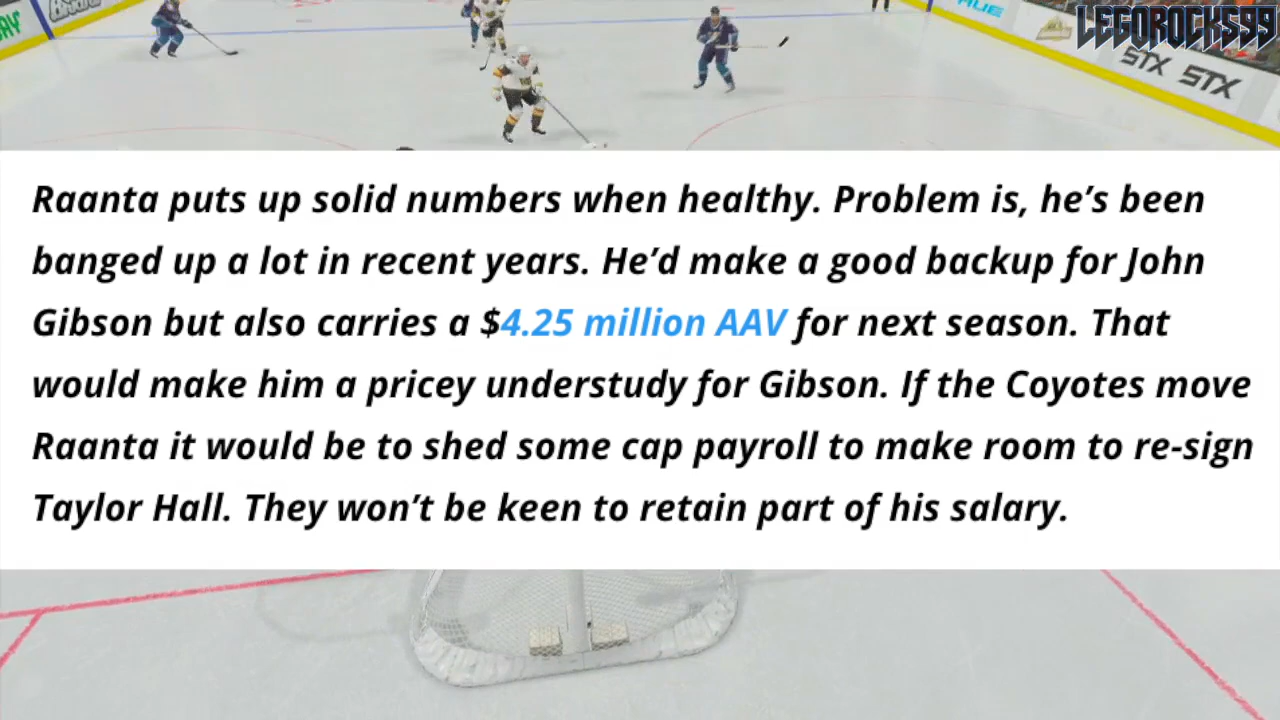 LEGOROCKS99
HUE
STX STX
Raanta puts up solid numbers when healthy. Problem is, he’s been
banged up a lot in recent years. He’d make a good backup for John
Gibson but also carries a $4.25 million AAV for next season. That
would make him a pricey understudy for Gibson. If the Coyotes move
Raanta it would be to shed some cap payroll to make room to re-sign
Taylor Hall. They won’t be keen to retain part of his salary.